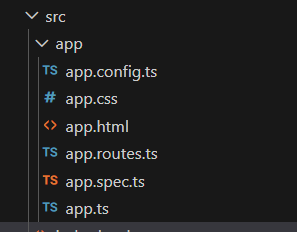 src
app
TS app.config.ts
# app.css
<> app.html
TS app.routes.ts
TS app.spec.ts
TS app.ts